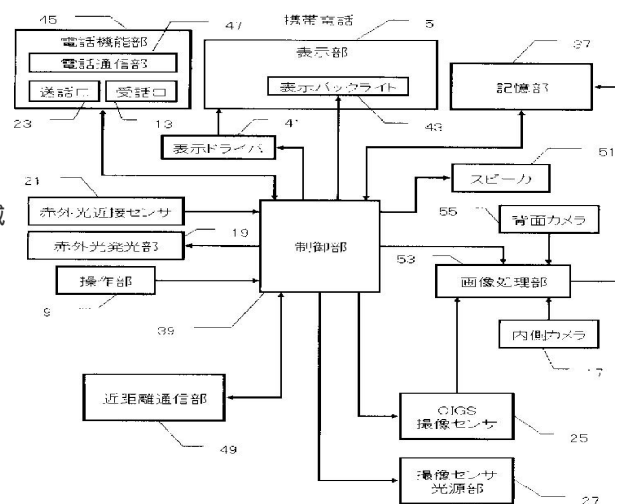 携帯電話
45
47
5
37
電話機能部
表示部
電話通信部
表示バックライト
記憶部
送話口
受話口
23
13
41
43
表示ドライバ
51
スピーカ
21
赤外光近接センサ
55
背面カメラ
19
赤外光発光部
制御部
53
画像処理部
操作部
9
39
内側カメラ
17
近距離通信部
CIGS
撮像センサ
49
25
撮像センサ
光源部
27